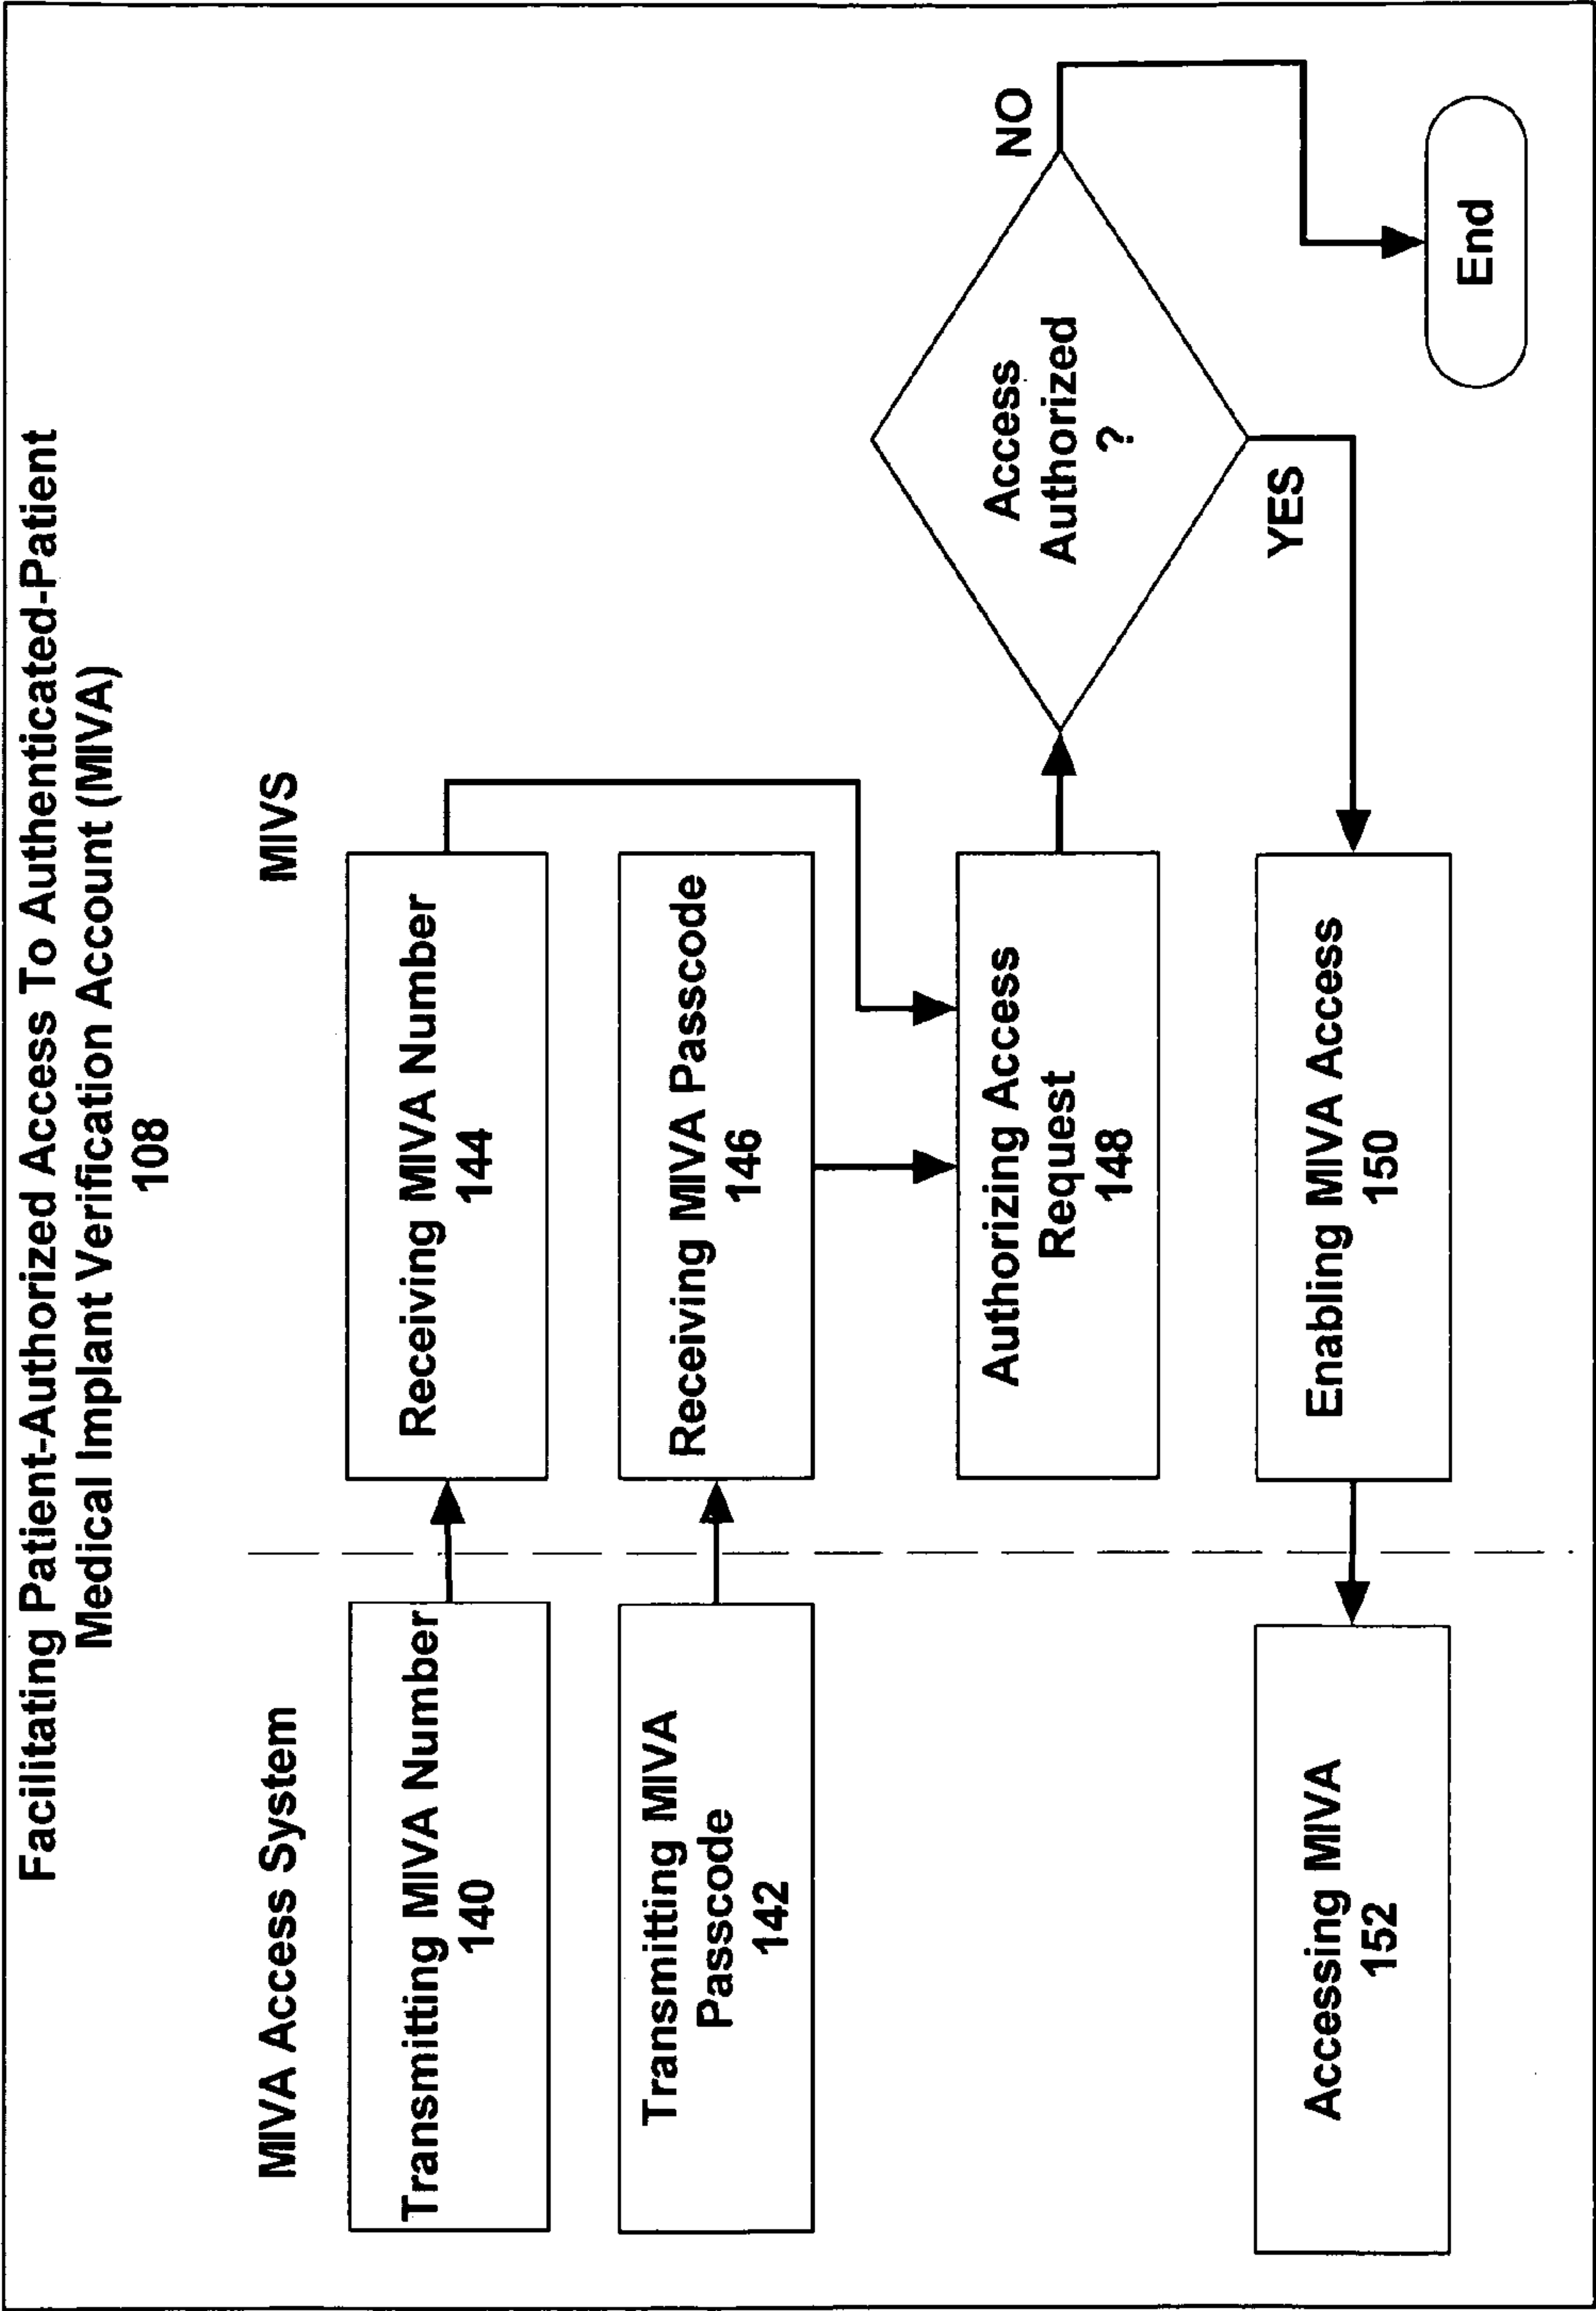 Facilitating Patient-Authorized Access To Authenticated-Patient
Medical Implant Verification Account (MIVA)
108
MIVA Access System
MIVS
Transmitting MIVA Number
140
Receiving MIVA Number
144
Transmitting MIVA
Passcode
142
Receiving MIVA Passcode
146
Authorizing Access
Request
148
Access
Authorized
?
NO
YES
End
Enabling MIVA Access
150
Accessing MIVA
152